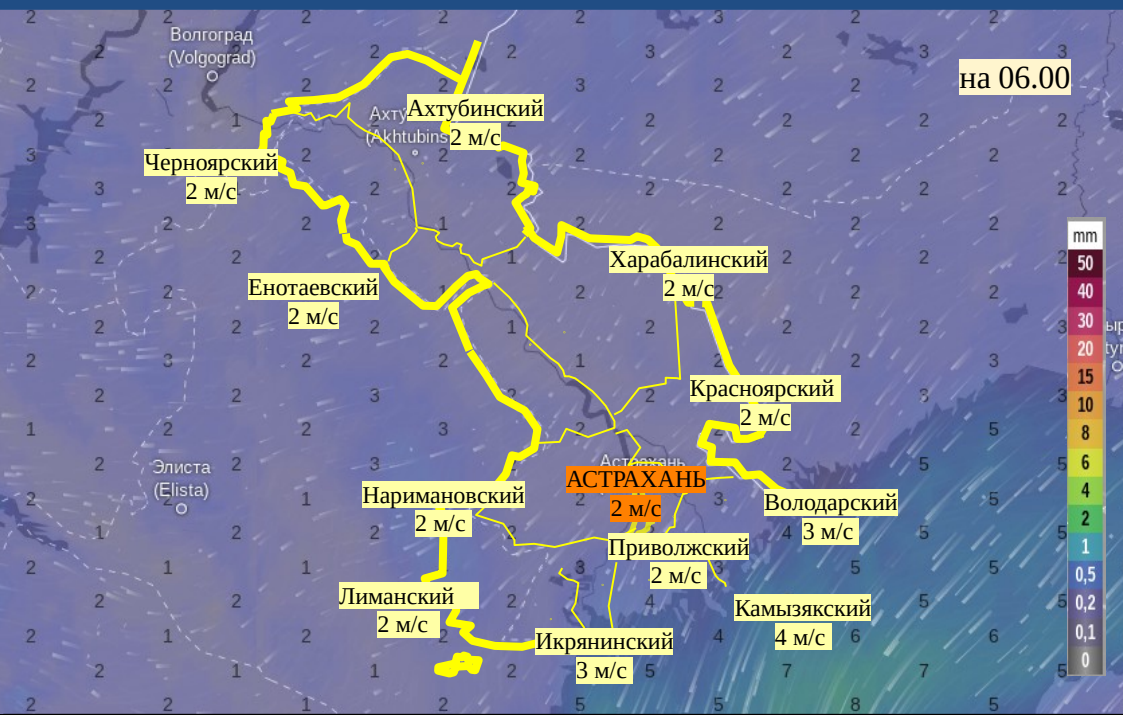 Волгоград
(Volgograd)
на 06.00
Ахтубинский
2 м/с
Черноярский
2 м/с
Харабалинский
2 м/с
Енотаевский
2 м/с
mm
50
40
30
20
15
10
8
6
4
2
1
0,5
0,2
0,1
0
Красноярский
2 м/с
Элиста
(Elista)
Астрахань
АСТРАХАНЬ
2 м/с
Наримановский
2 м/с
Володарский
3 м/с
Приволжский
2 м/с
Лиманский
2 м/с
Камызякский
4 м/с
Икрянинский
3 м/с